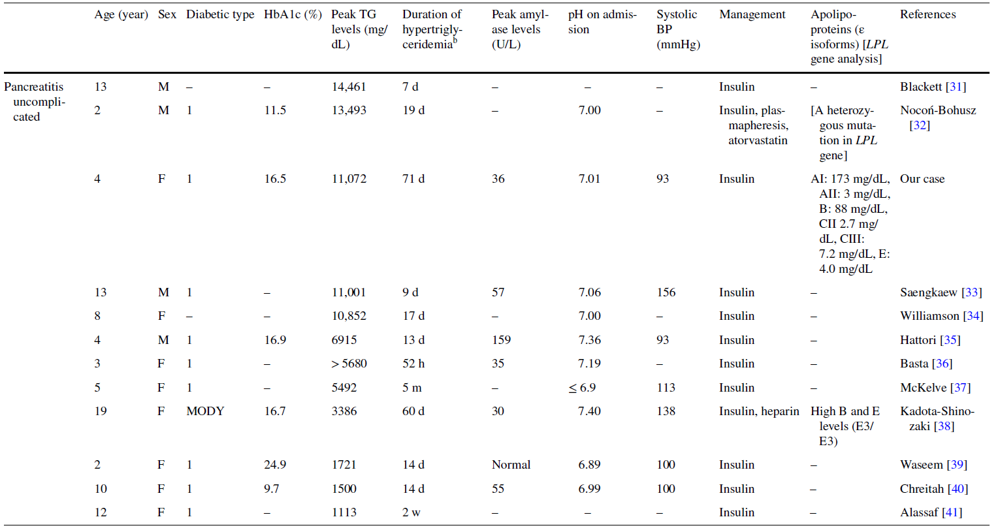 Age (year) Sex Diabetic type HbA1c (%) Peak TG levels (mg/dL) Duration of hypertriglyceridemiab Peak amylase levels (U/L) pH on admission Systolic BP (mmHg) Management Apolipoproteins (ε isoforms) [LPL gene analysis] References
Pancreatitis uncomplicated
13 M – – 14,461 7 d – – – Insulin – Blackett [31]
2 M 1 11.5 13,493 19 d – 7.00 – Insulin, plasmapheresis, atorvastatin [A heterozygous mutation in LPL gene] Nocoń-Bohusz [32]
4 F 1 16.5 11,072 71 d 36 7.01 93 Insulin AI: 173 mg/dL, AII: 3 mg/dL, B: 88 mg/dL, CII 2.7 mg/dL, CIII: 7.2 mg/dL, E: 4.0 mg/dL Our case
13 M 1 – 11,001 9 d 57 7.06 156 Insulin – Saengkaew [33]
8 F – – 10,852 17 d – 7.00 – Insulin – Williamson [34]
4 M 1 16.9 6915 13 d 159 7.36 93 Insulin – Hattori [35]
3 F 1 – > 5680 52 h 35 7.19 – Insulin – Basta [36]
5 F 1 – 5492 5 m – ≤ 6.9 113 Insulin – McKelve [37]
19 F MODY 16.7 3386 60 d 30 7.40 138 Insulin, heparin High B and E levels (E3/E3) Kadota-Shinozaki [38]
2 F 1 24.9 1721 14 d Normal 6.89 100 Insulin – Waseem [39]
10 F 1 9.7 1500 14 d 55 6.99 100 Insulin – Chreitah [40]
12 F 1 – 1113 2 w – – – Insulin – Alassaf [41]